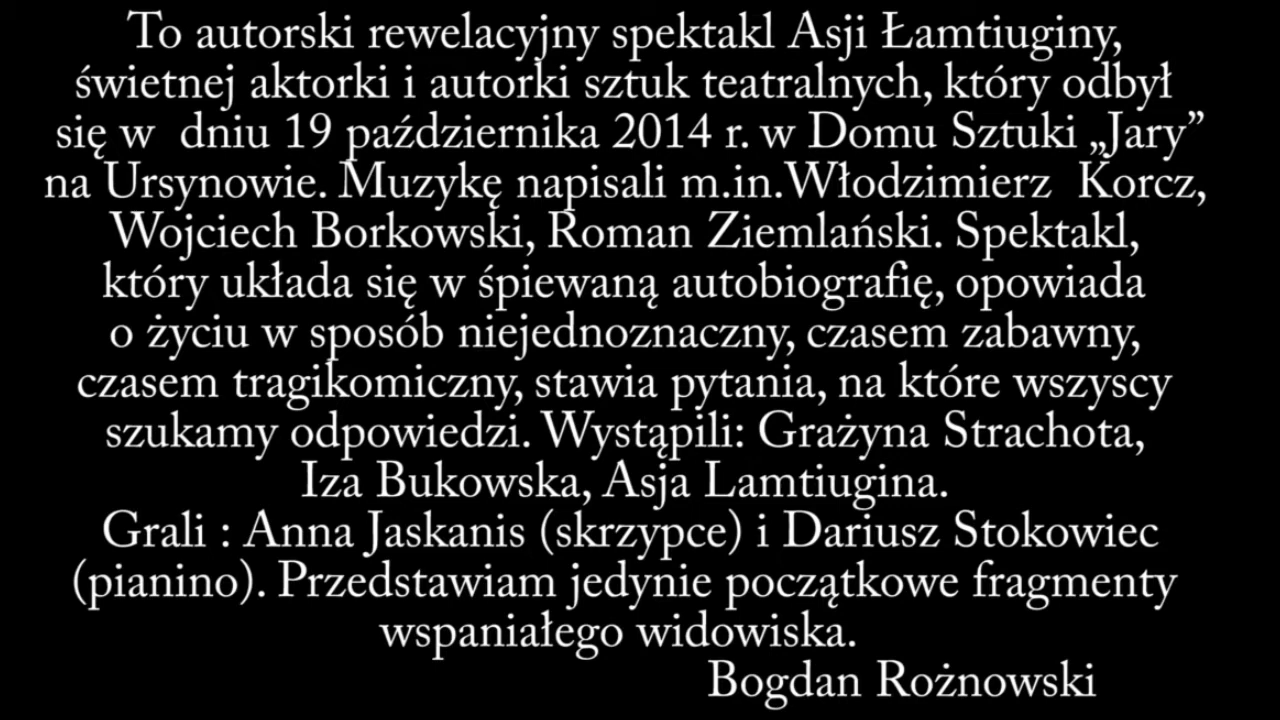 To autorski rewelacyjny spektakl Asji Łamtiuginy,
świetnej aktorki i autorki sztuk teatralnych, który odbył
się w dniu 19 października 2014 r. w Domu Sztuki „Jary”
na Ursynowie. Muzykę napisali m.in.Włodzimierz Korcz,
Wojciech Borkowski, Roman Ziemlański. Spektakl,
który układa się w śpiewaną autobiografię, opowiada
o życiu w sposób niejednoznaczny, czasem zabawny,
czasem tragikomiczny, stawia pytania, na które wszyscy
szukamy odpowiedzi. Wystąpili: Grażyna Strachota,
Iza Bukowska, Asja Lamtiugina.
Grali : Anna Jaskanis (skrzypce) i Dariusz Stokowiec
(pianino). Przedstawiam jedynie początkowe fragmenty
wspaniałego widowiska.
Bogdan Rożnowski